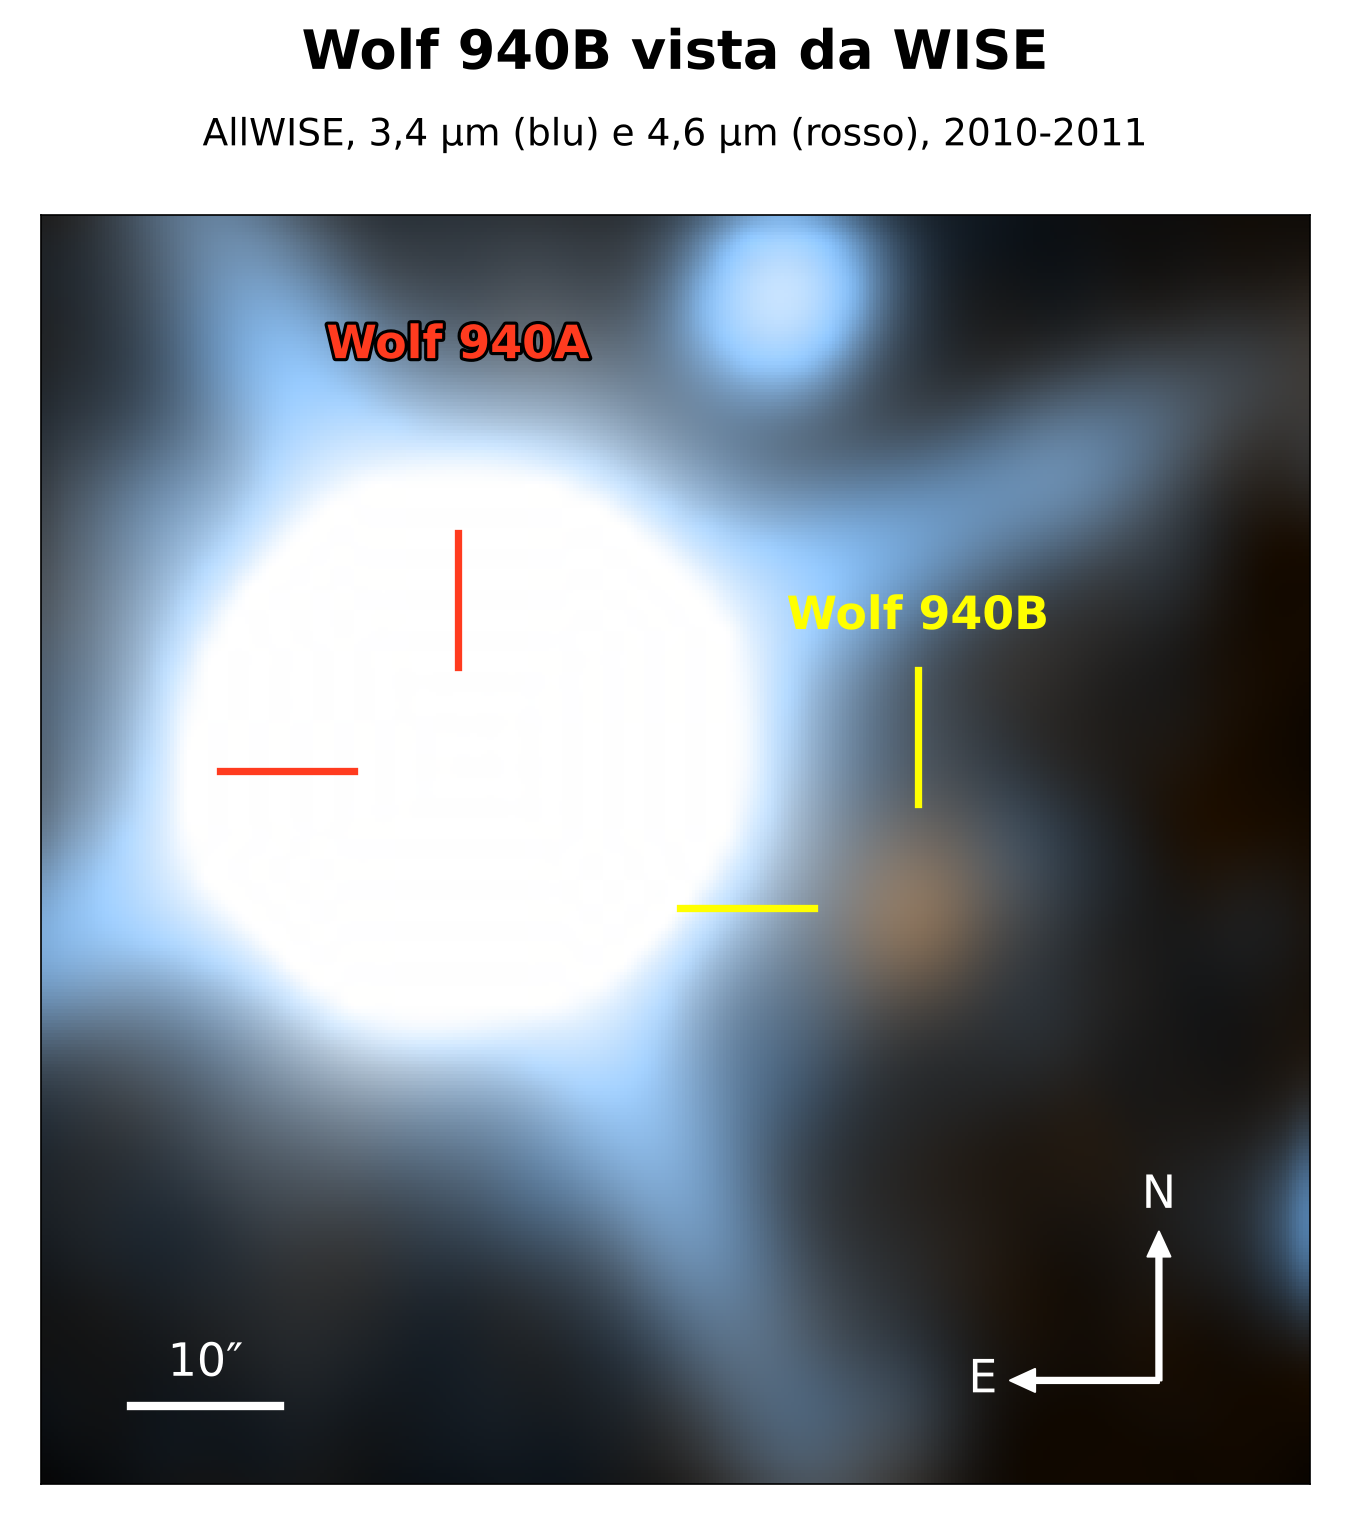 Wolf 940B vista da WISE
AllWISE, 3,4 µm (blu) e 4,6 µm (rosso), 2010-2011
Wolf 940A
Wolf 940B
N
E
10″